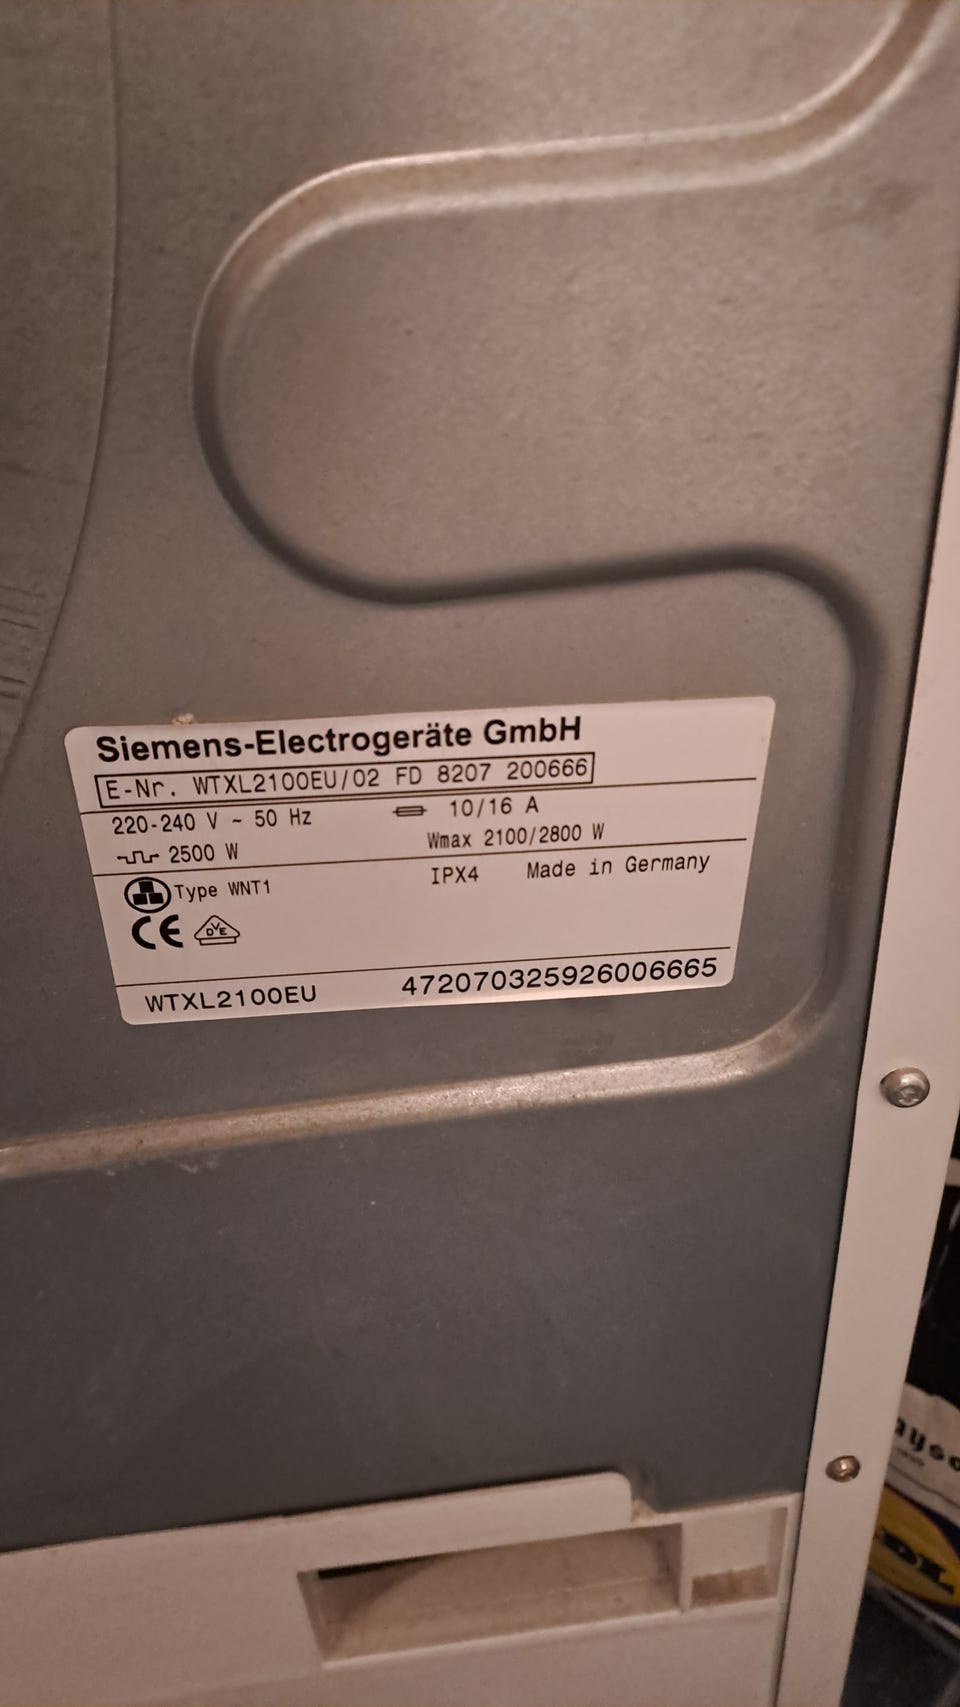 Siemens-Electrogeräte GmbH
E-Nr. WTXL2100EU/02 FD 8207 200666
220-240 V ~ 50 Hz 10/16 A
2500 W Wmax 2100/2800 W
Type WNT1 IPX4 Made in Germany
CE DVE
WTXL2100EU 472070325926006665